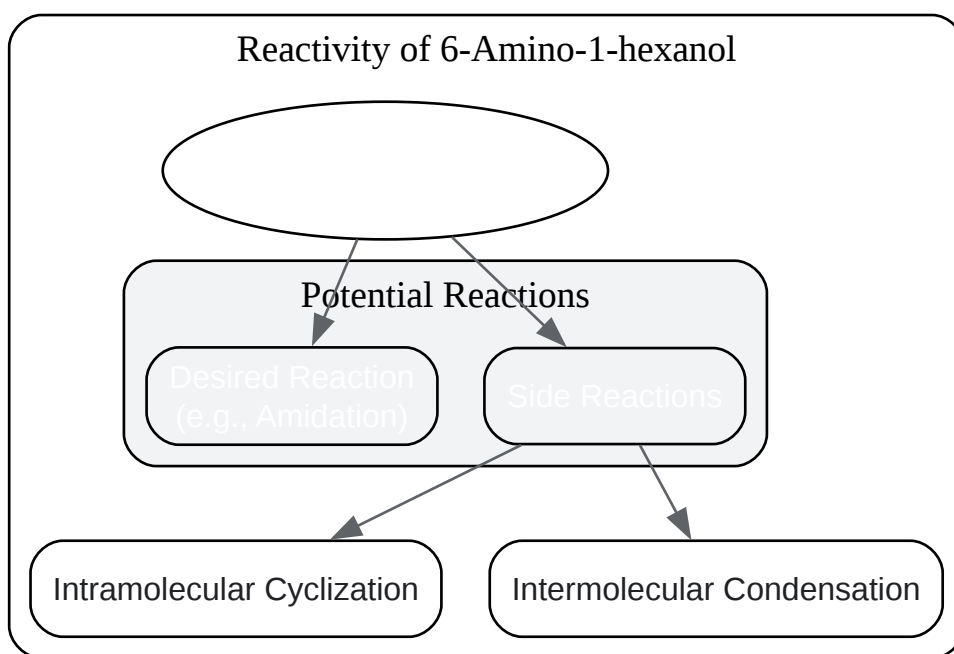 Reactivity of 6-Amino-1-hexanol
Potential Reactions
Desired Reaction
(e.g., Amidation)
Side Reactions
Intramolecular Cyclization
Intermolecular Condensation